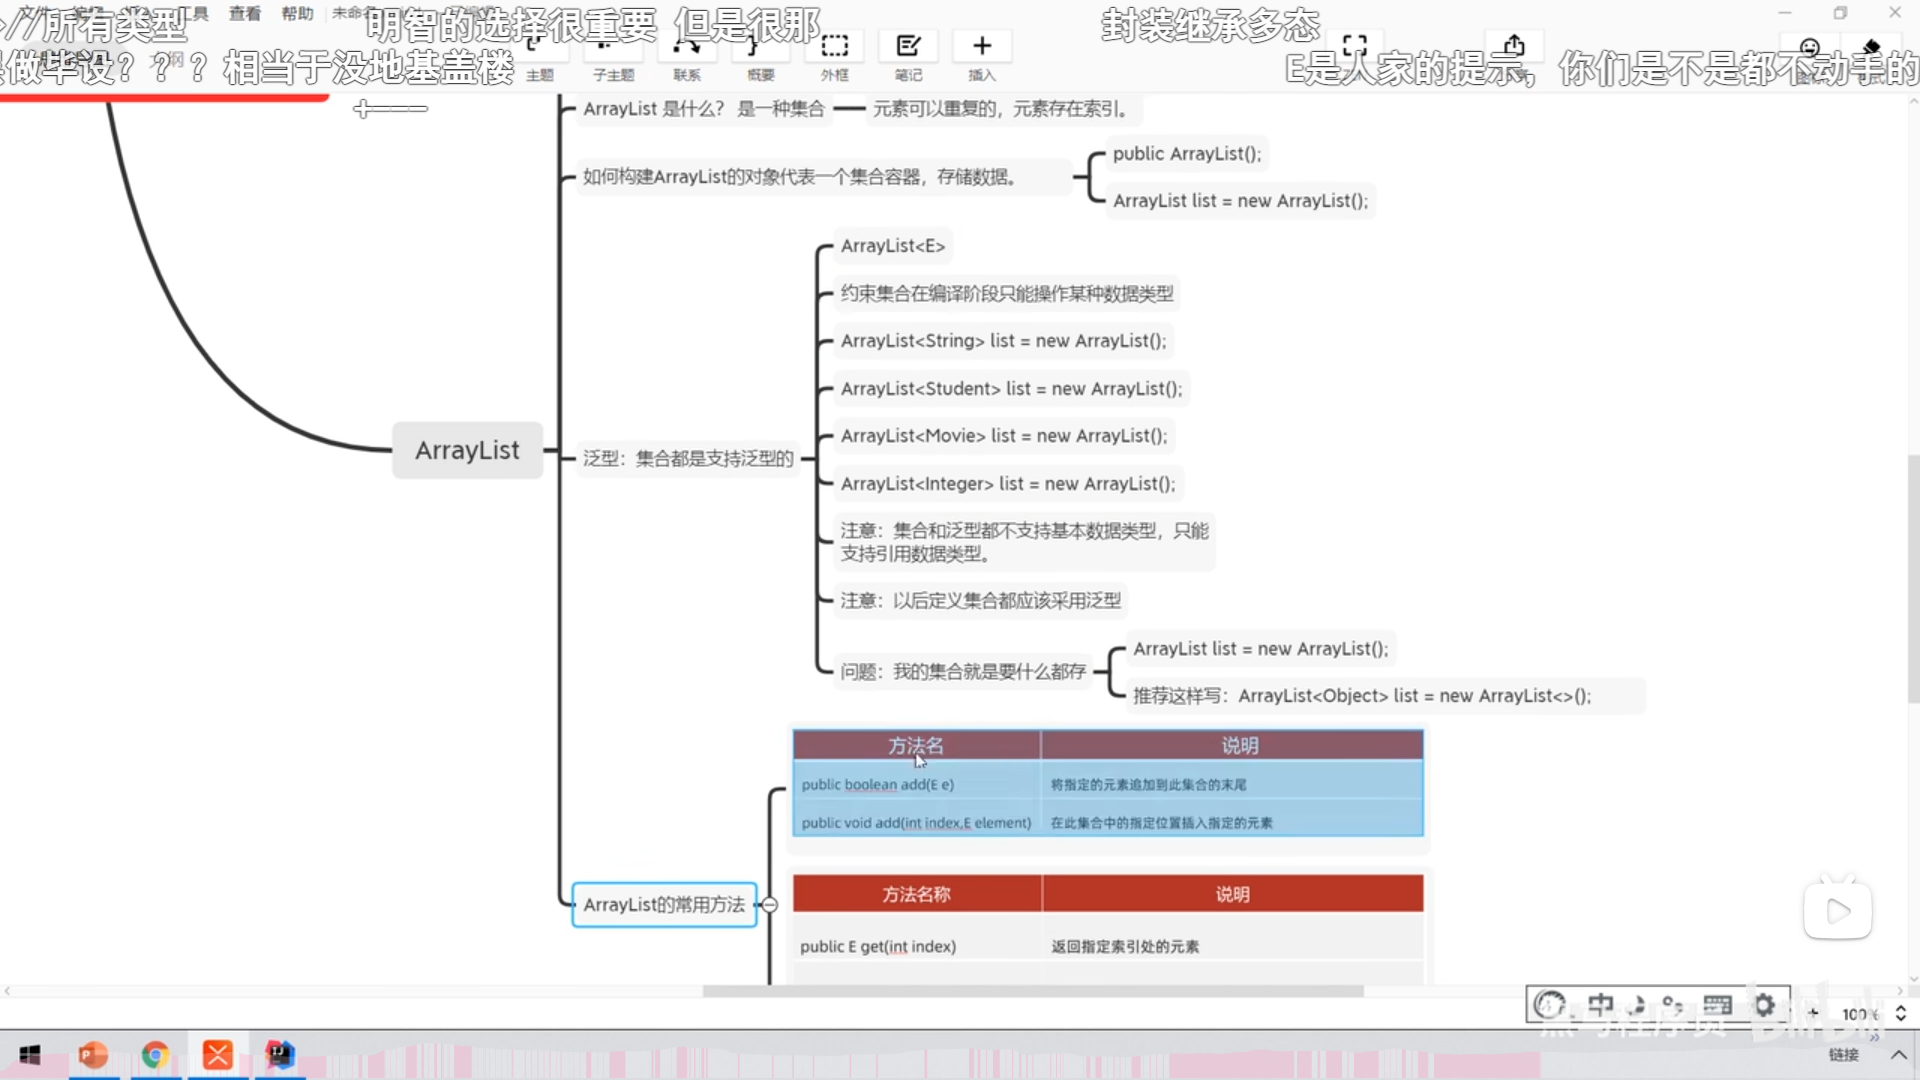 查看 帮助
//所有类型
明智的选择很重要 但是很那
封装继承多态
做毕设？？？相当于没地基盖楼
E是人家的提示，你们是不是都不动手的
主题 子主题 联系 概要 外框 笔记 插入
+———
ArrayList 是什么？ 是一种集合
元素可以重复的，元素存在索引。
如何构建ArrayList的对象代表一个集合容器，存储数据。
public ArrayList();
ArrayList list = new ArrayList();
ArrayList
泛型：集合都是支持泛型的
ArrayList<E>
约束集合在编译阶段只能操作某种数据类型
ArrayList<String> list = new ArrayList();
ArrayList<Student> list = new ArrayList();
ArrayList<Movie> list = new ArrayList();
ArrayList<Integer> list = new ArrayList();
注意：集合和泛型都不支持基本数据类型，只能
支持引用数据类型。
注意：以后定义集合都应该采用泛型
问题：我的集合就是要什么都存
ArrayList list = new ArrayList();
推荐这样写：ArrayList<Object> list = new ArrayList<>();
ArrayList的常用方法
方法名 说明
public boolean add(E e) 将指定的元素追加到此集合的末尾
public void add(int index,E element) 在此集合中的指定位置插入指定的元素
方法名称 说明
public E get(int index) 返回指定索引处的元素
中
100%
链接